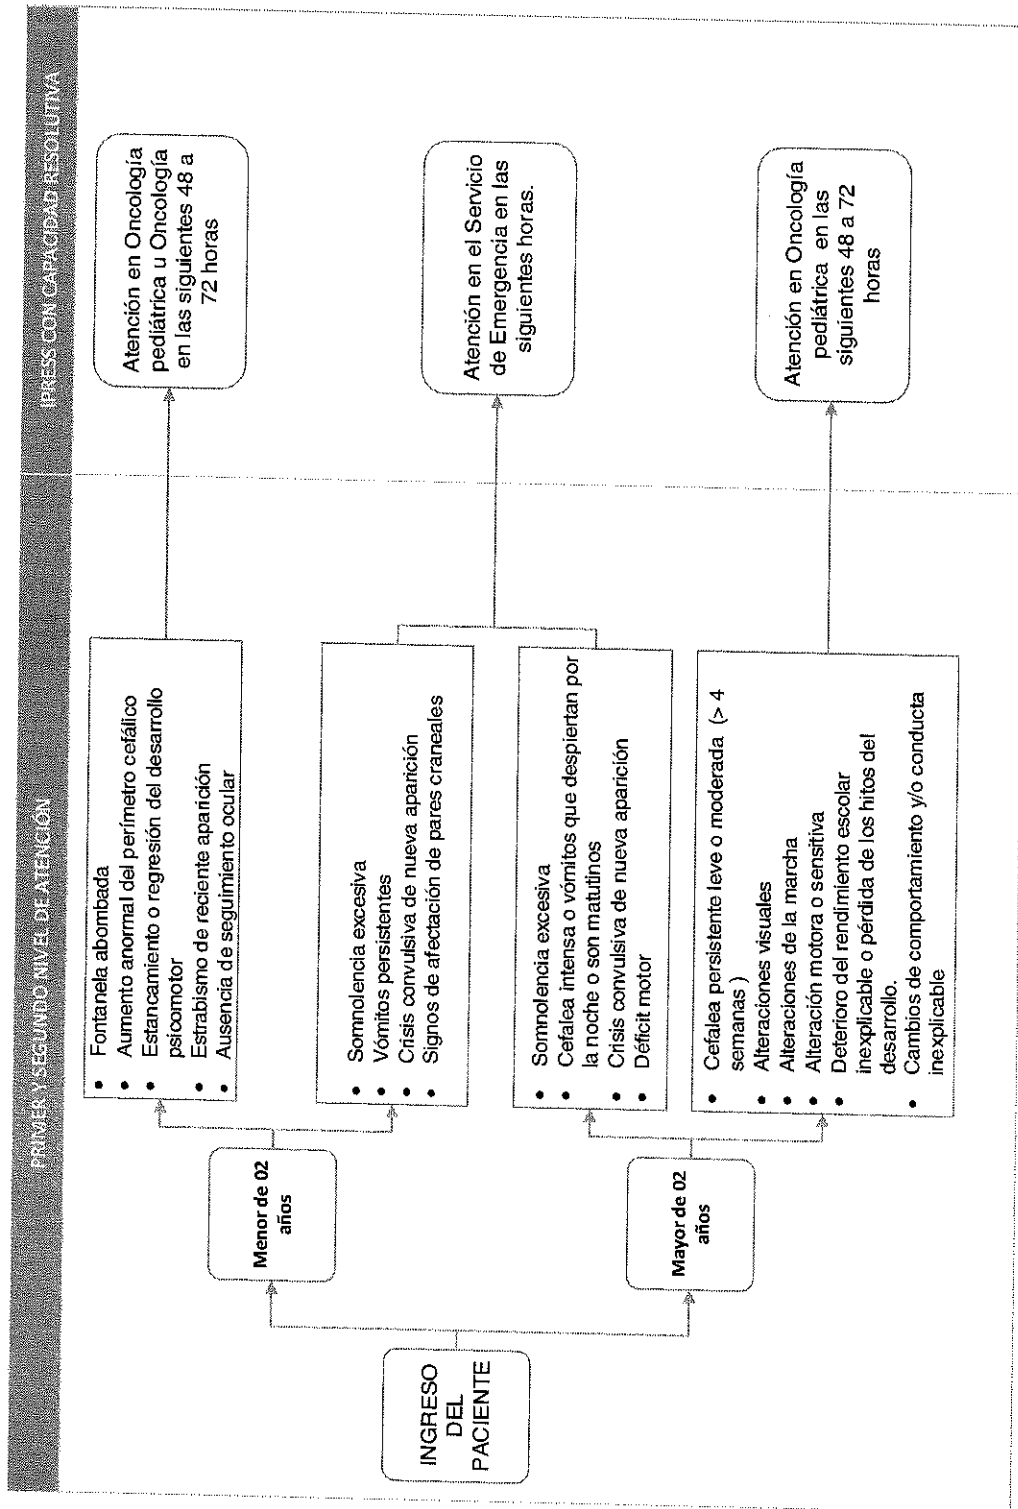 PRIMER Y SEGUNDO NIVEL DE ATENCIÓN
IPRESS CON CAPACIDAD RESOLUTIVA
INGRESO
DEL
PACIENTE
Menor de 02
años
• Fontanela abombada
• Aumento anormal del perímetro cefálico
• Estancamiento o regresión del desarrollo
psicomotor
• Estrabismo de reciente aparición
• Ausencia de seguimiento ocular
Atención en Oncología
pediátrica u Oncología
en las siguientes 48 a
72 horas
• Somnolencia excesiva
• Vómitos persistentes
• Crisis convulsiva de nueva aparición
• Signos de afectación de pares craneales
Atención en el Servicio
de Emergencia en las
siguientes horas.
Mayor de 02
años
• Somnolencia excesiva
• Cefalea intensa o vómitos que despiertan por
la noche o son matutinos
• Crisis convulsiva de nueva aparición
• Déficit motor
• Cefalea persistente leve o moderada (> 4
semanas )
• Alteraciones visuales
• Alteraciones de la marcha
• Alteración motora o sensitiva
• Deterioro del rendimiento escolar
inexplicable o pérdida de los hitos del
desarrollo.
• Cambios de comportamiento y/o conducta
inexplicable
Atención en Oncología
pediátrica en las
siguientes 48 a 72
horas